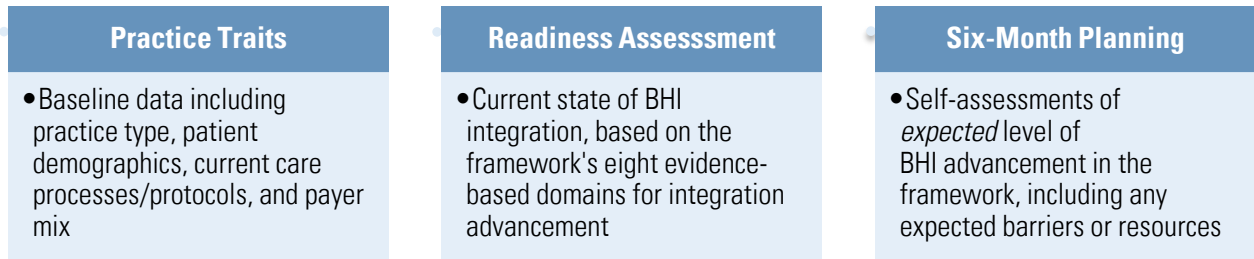 Practice Traits
•Baseline data including
practice type, patient
demographics, current care
processes/protocols, and payer
mix
Readiness Assesssment
•Current state of BHI
integration, based on the
framework's eight evidence-
based domains for integration
advancement
Six-Month Planning
•Self-assessments of
expected level of
BHI advancement in the
framework, including any
expected barriers or resources